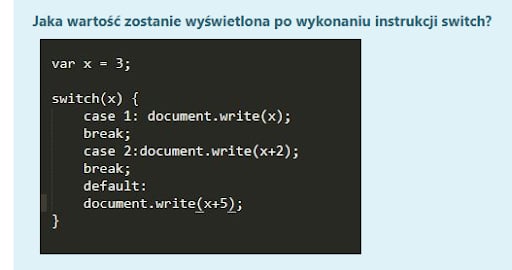 Jaka wartość zostanie wyświetlona po wykonaniu instrukcji switch?
var x = 3;
switch(x) {
case 1: document.write(x);
break;
case 2:document.write(x+2);
break;
default:
document.write(x+5);
}